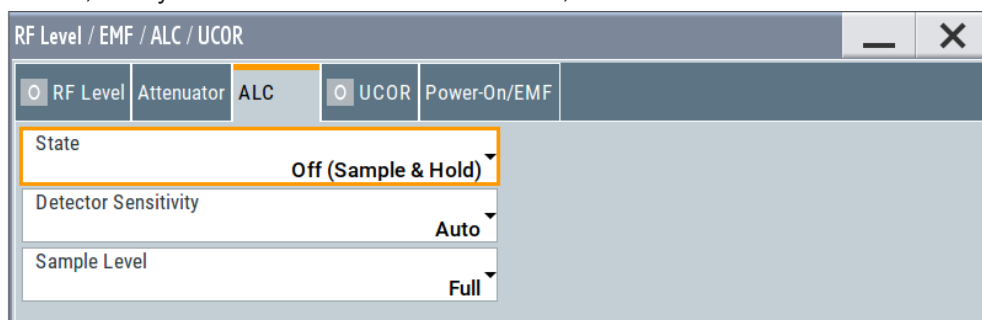 RF Level / EMF / ALC / UCOR
O RF Level Attenuator ALC O UCOR Power-On/EMF
State
Off (Sample & Hold)
Detector Sensitivity
Auto
Sample Level
Full